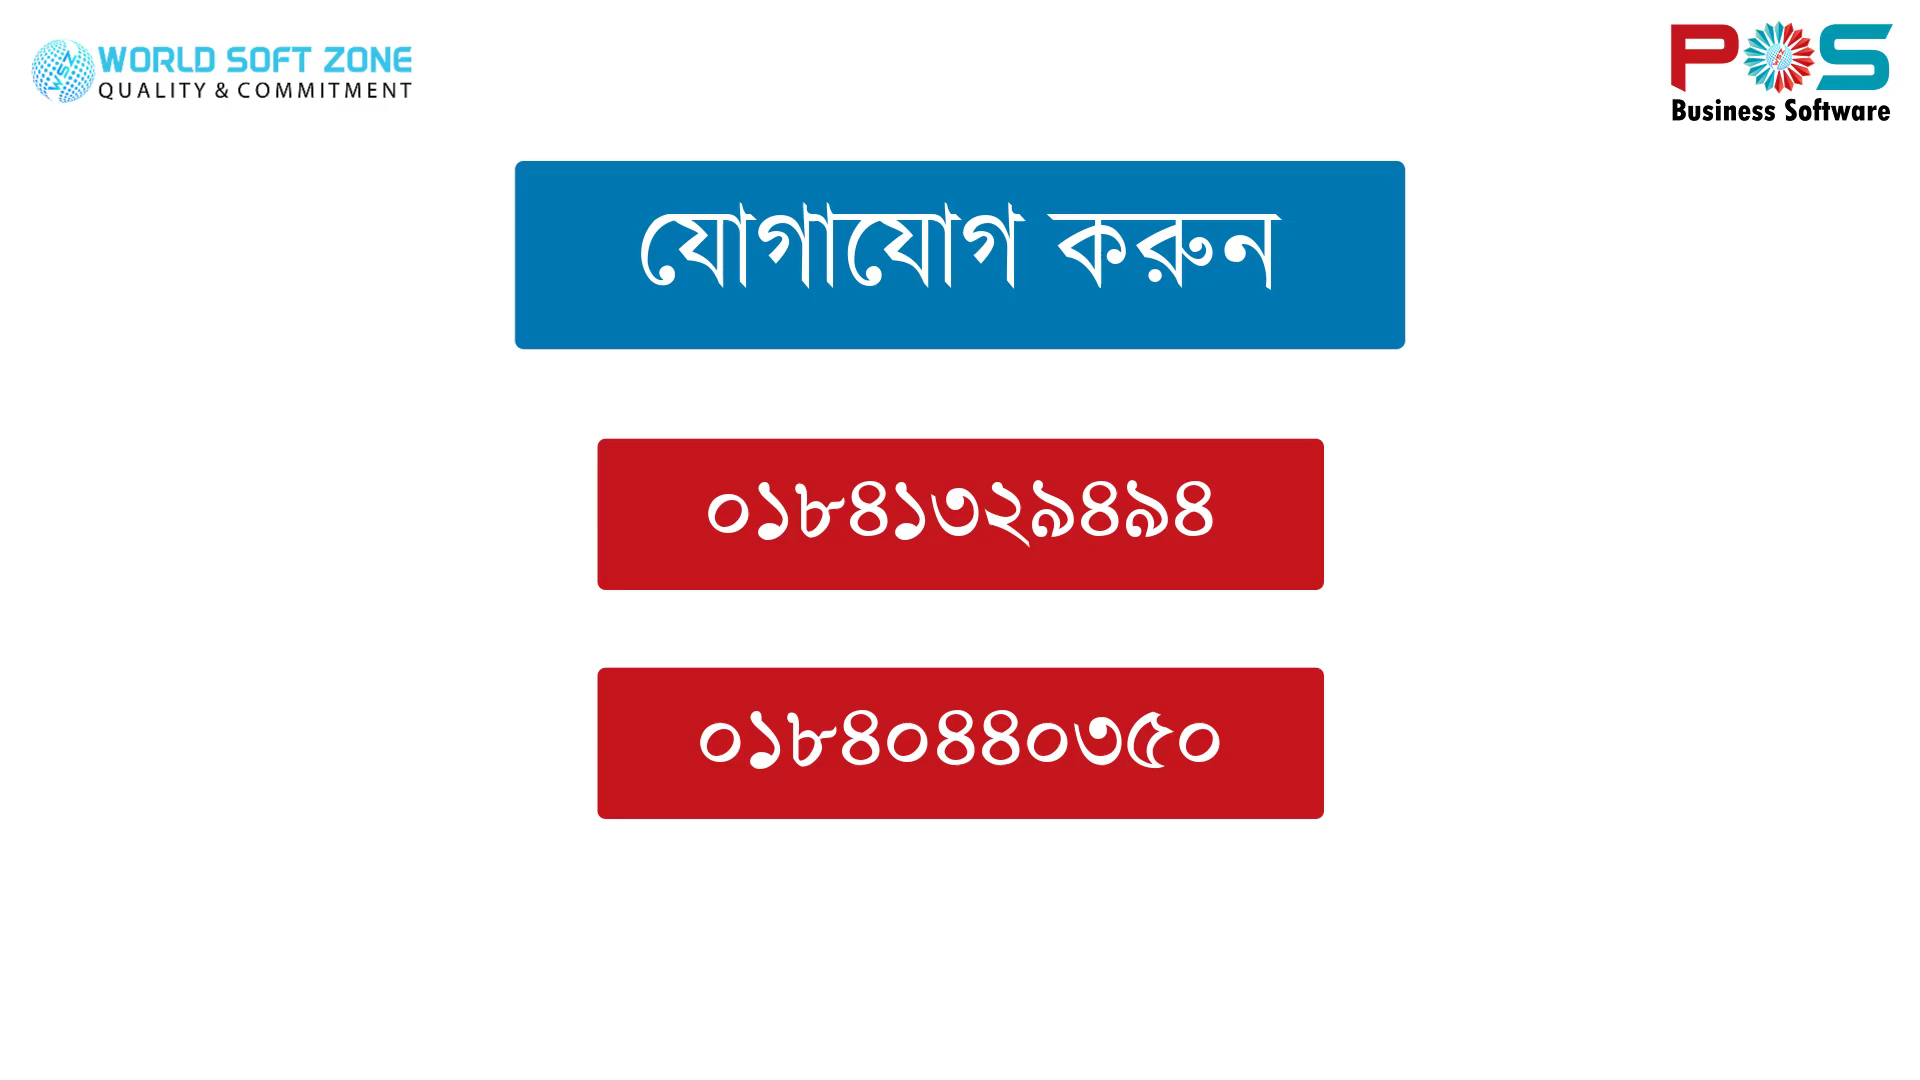 WORLD SOFT ZONE
QUALITY & COMMITMENT
POS
Business Software
যোগাযোগ করুন
০১৮৪১৩২৯৪৯৪
০১৮৪০৪৪০৩৫০